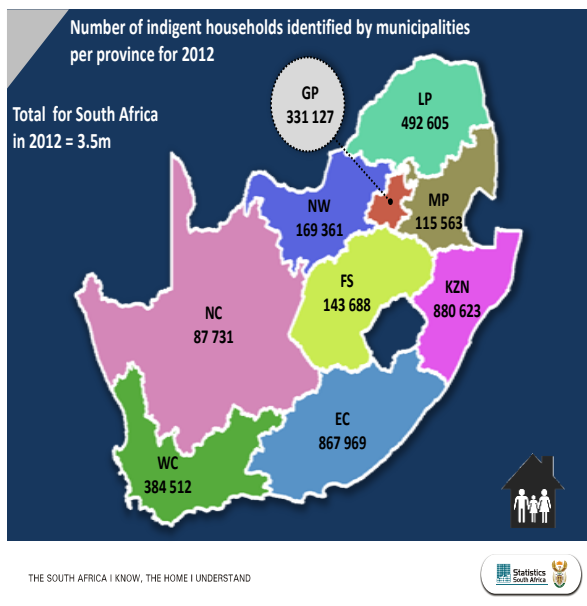 Number of indigent households identified by municipalities
per province for 2012
Total for South Africa
in 2012 = 3.5m
GP
331 127
LP
492 605
MP
115 563
NW
169 361
KZN
880 623
FS
143 688
NC
87 731
EC
867 969
WC
384 512
THE SOUTH AFRICA I KNOW, THE HOME I UNDERSTAND
Statistics
South Africa